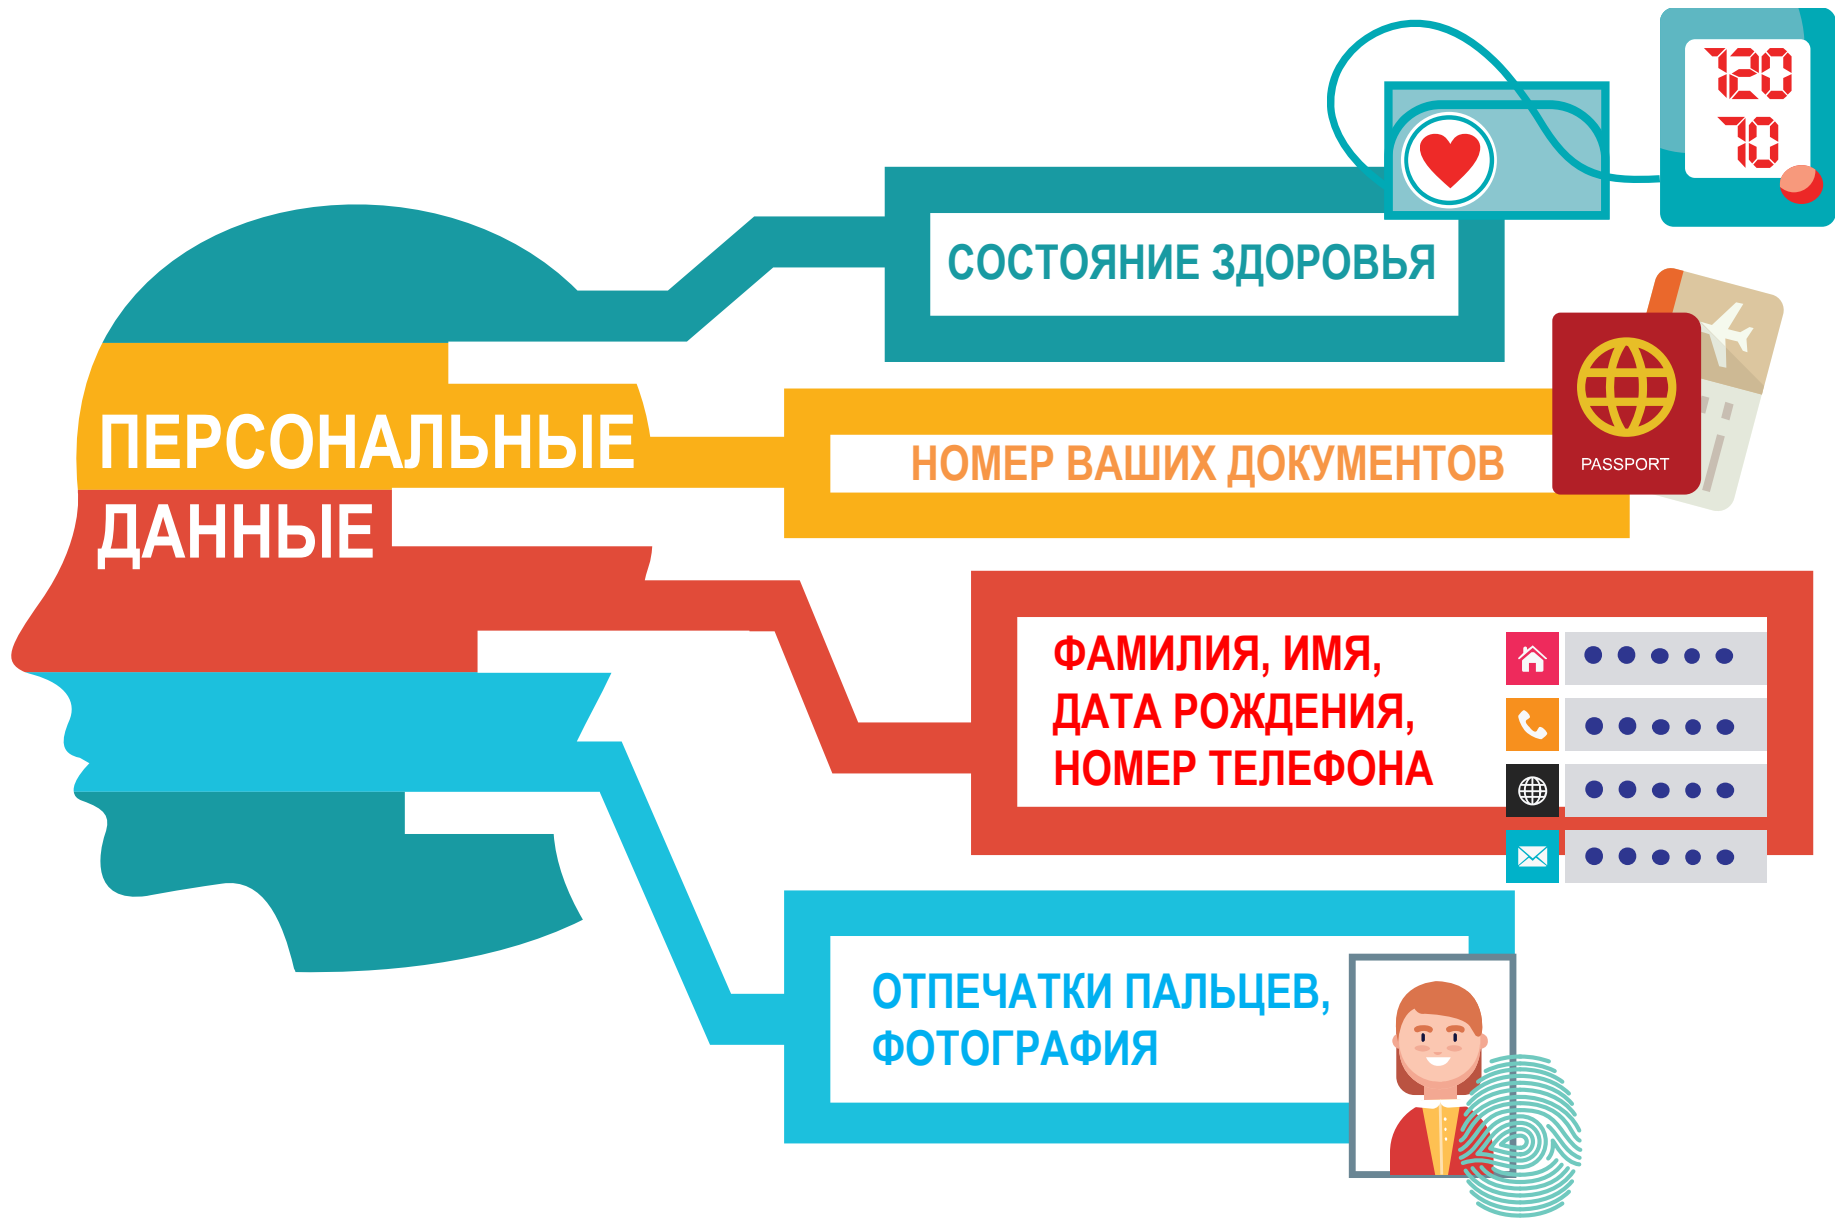 ПЕРСОНАЛЬНЫЕ
ДАННЫЕ
120
70
СОСТОЯНИЕ ЗДОРОВЬЯ
НОМЕР ВАШИХ ДОКУМЕНТОВ
PASSPORT
ФАМИЛИЯ, ИМЯ,
ДАТА РОЖДЕНИЯ,
НОМЕР ТЕЛЕФОНА
ОТПЕЧАТКИ ПАЛЬЦЕВ,
ФОТОГРАФИЯ